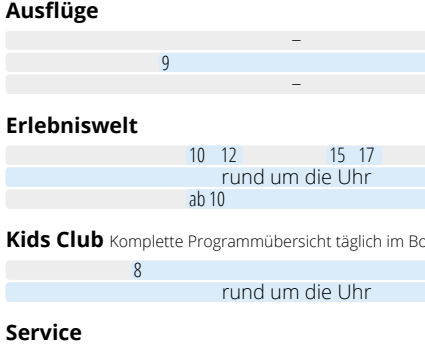 Ausflüge
–
9
–
Erlebniswelt
10 12 15 17
rund um die Uhr
ab 10
Kids Club Komplette Programmübersicht täglich im
8
rund um die Uhr
Service